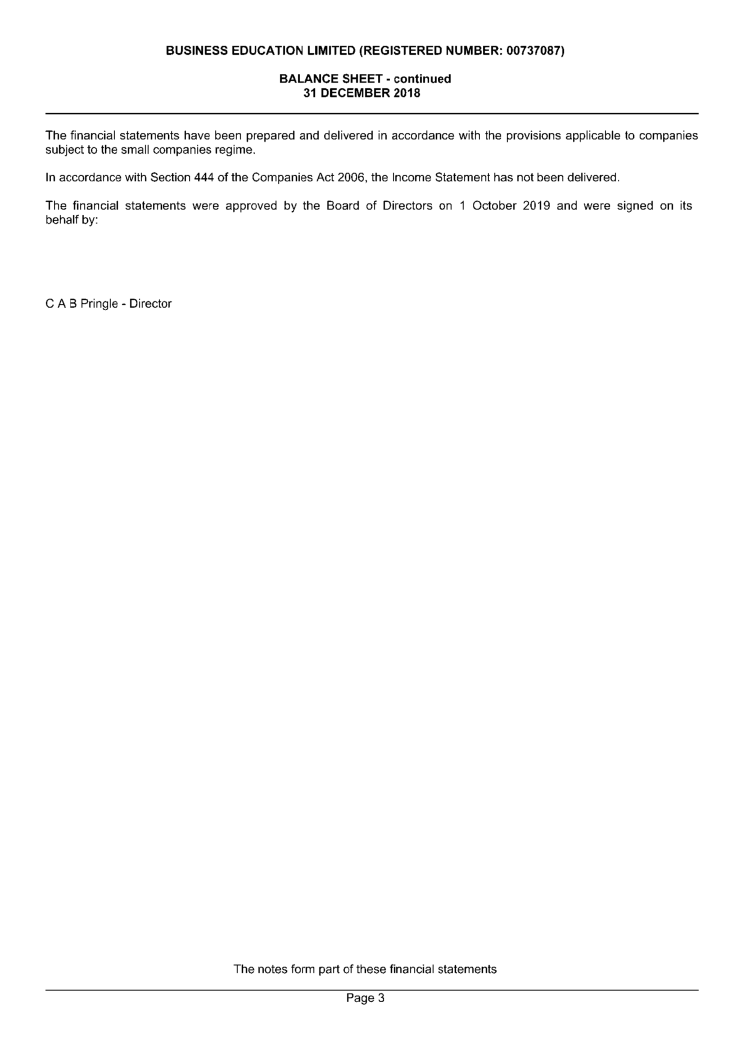 BUSINESS EDUCATION LIMITED (REGISTERED NUMBER: 00737087)
BALANCE SHEET - continued
31 DECEMBER 2018
The financial statements have been prepared and delivered in accordance with the provisions applicable to companies
subject to the small companies regime.
In accordance with Section 444 of the Companies Act 2006, the Income Statement has not been delivered.
The financial statements were approved by the Board of Directors on 1 October 2019 and were signed on its
behalf by:
C A B Pringle - Director
The notes form part of these financial statements
Page 3